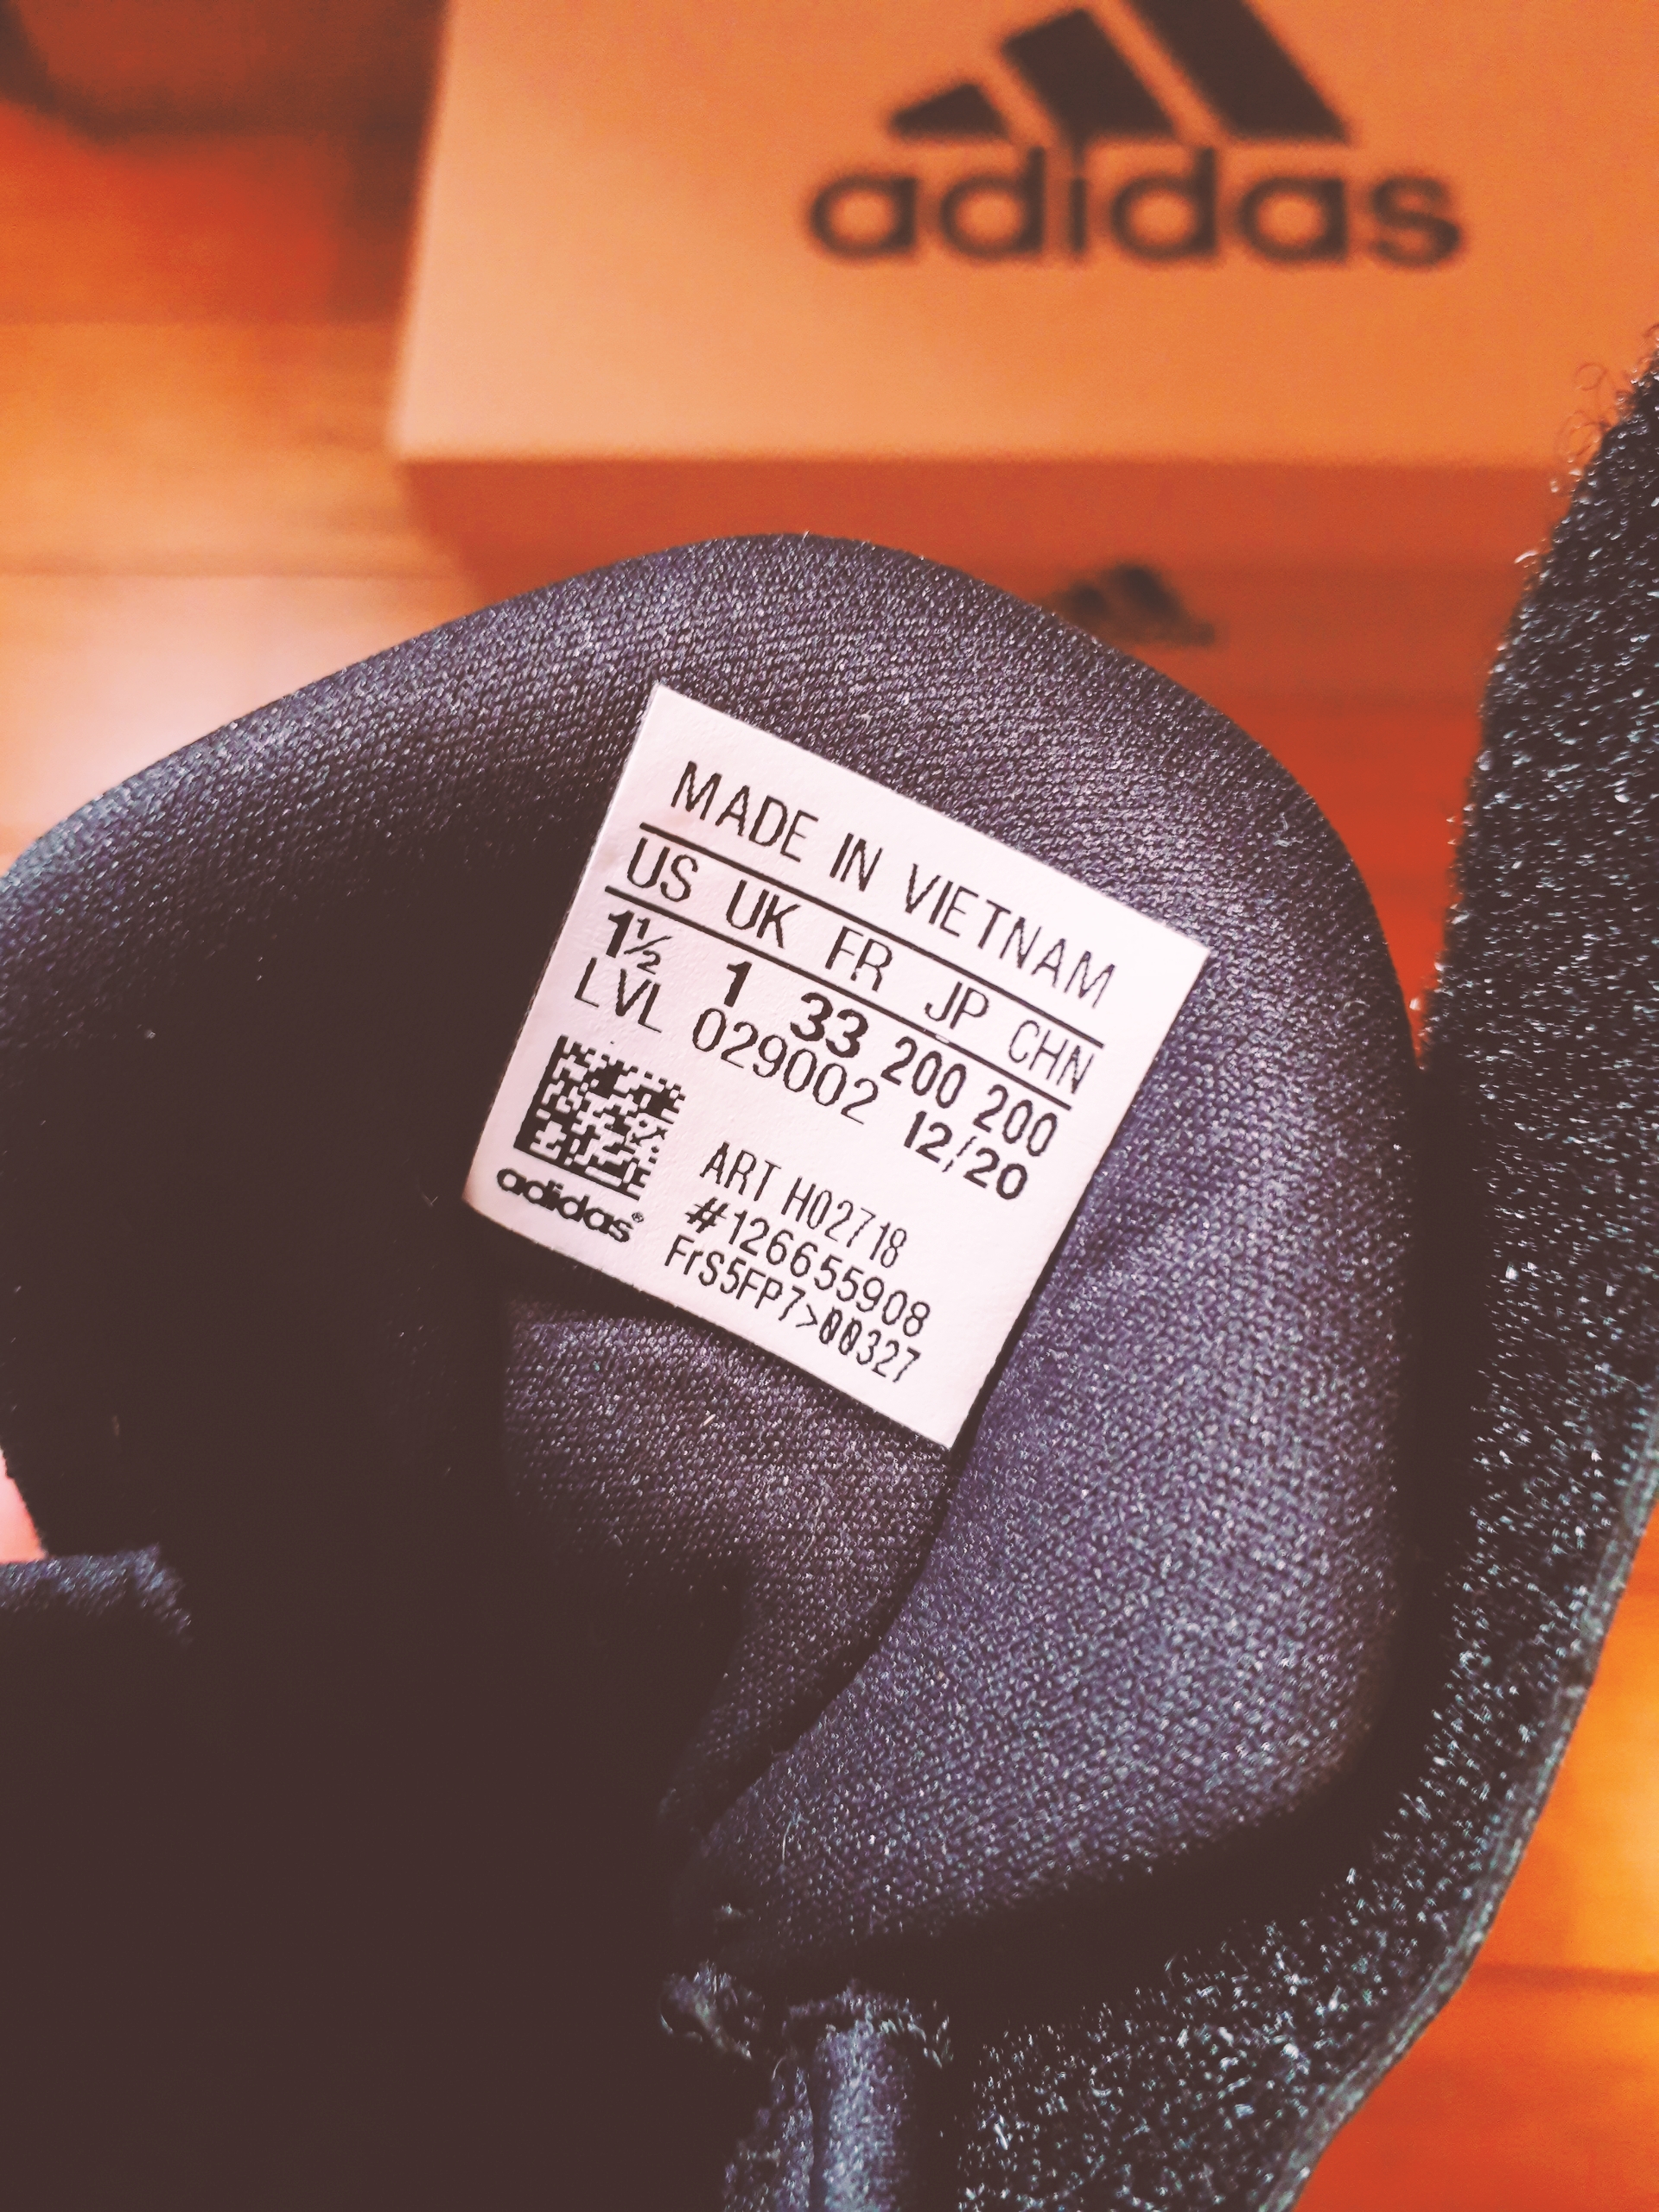 adidas
MADE IN VIETNAM
US UK FR JP CHN
1½ 1 33 200 200
LVL 029002 12/20
ART H02718
#126655908
FrS5FP7>00327
adidas®